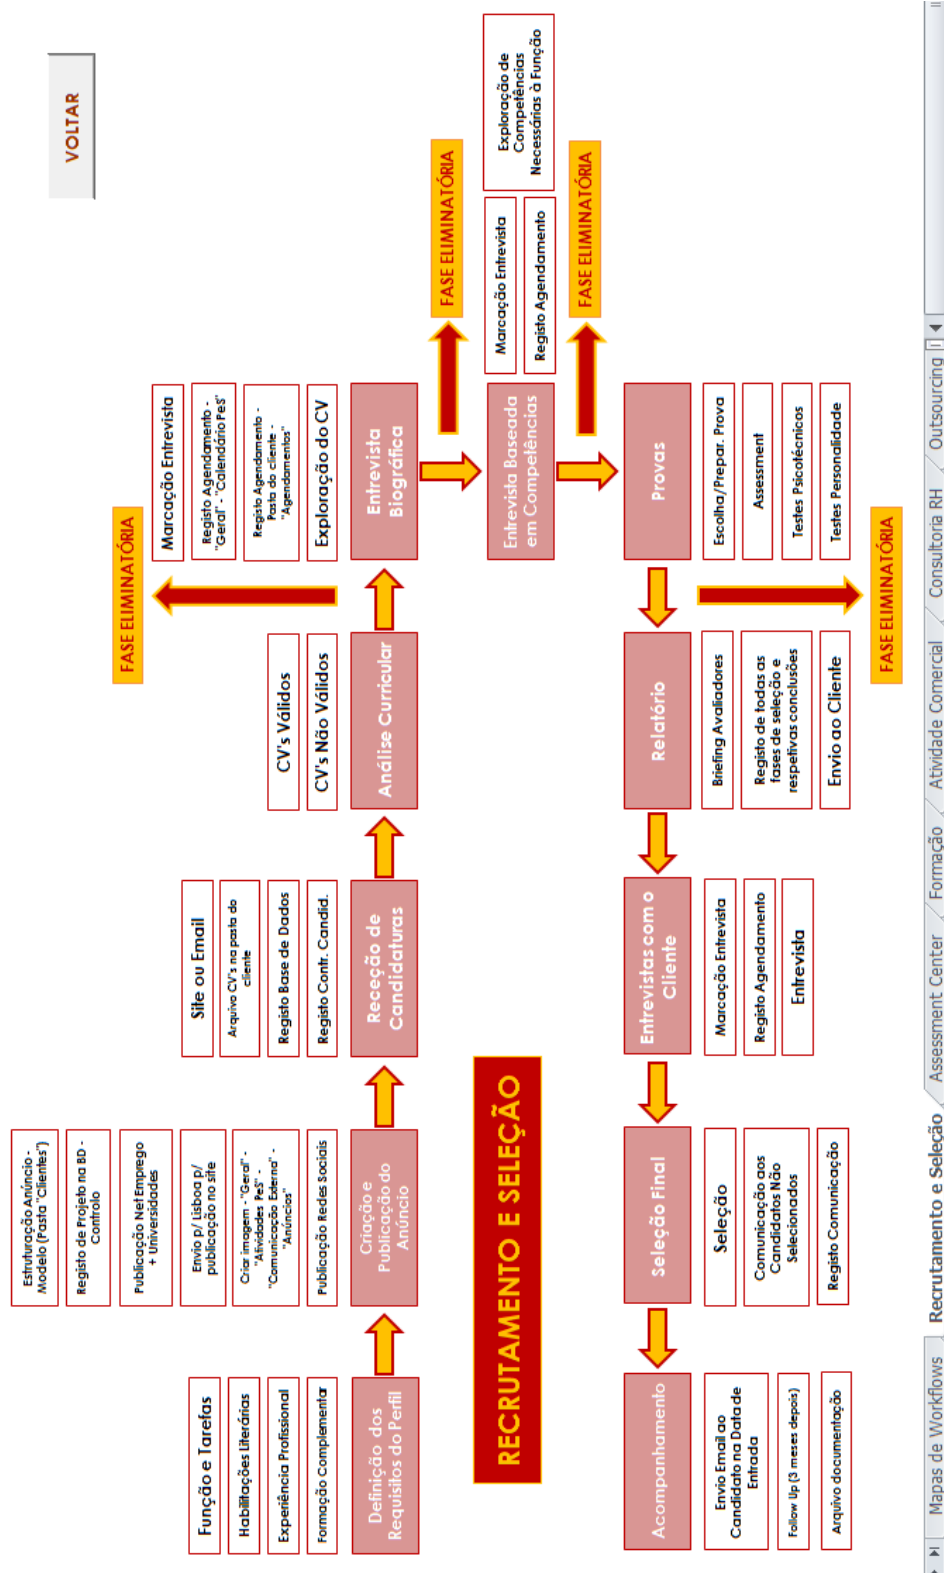 VOLTAR
Estruturação Anúncio -
Modelo (Pasta "Clientes")
Registo de Projeto na BD -
Controlo
Publicação Net Emprego
+ Universidades
Envio p/ Lisboa p/
publicação no site
Criar imagem - "Geral" -
"Atividades PeS" -
"Comunicação Externa" -
"Anúncios"
Publicação Redes Sociais
Função e Tarefas
Habilitações Literárias
Experiência Profissional
Formação Complementar
Site ou Email
Arquivo CV's na pasta do
cliente
Registo Base de Dados
Registo Contr. Candid.
CV's Válidos
CV's Não Válidos
FASE ELIMINATÓRIA
Marcação Entrevista
Registo Agendamento -
"Geral" - "Calendário PeS"
Registo Agendamento -
Pasta do cliente -
"Agendamentos"
Exploração do CV
Definição dos
Requisitos do Perfil
Criação e
Publicação do
Anúncio
Receção de
Candidaturas
Análise Curricular
Entrevista
Biográfica
FASE ELIMINATÓRIA
RECRUTAMENTO E SELEÇÃO
Entrevista Baseada
em Competências
Marcação Entrevista
Registo Agendamento
Exploração de
Competências
Necessárias à Função
FASE ELIMINATÓRIA
Acompanhamento
Seleção Final
Entrevistas com o
Cliente
Relatório
Provas
Envio Email ao
Candidato na Data de
Entrada
Follow Up (3 meses depois)
Arquivo documentação
Seleção
Comunicação aos
Candidatos Não
Selecionados
Registo Comunicação
Marcação Entrevista
Registo Agendamento
Entrevista
Briefing Avaliadores
Registo de todas as
fases de seleção e
respetivas conclusões
Envio ao Cliente
Escolha/Prepar. Prova
Assessment
Testes Psicotécnicos
Testes Personalidade
FASE ELIMINATÓRIA
Mapas de Workflows
Recrutamento e Seleção
Assessment Center
Formação
Atividade Comercial
Consultoria RH
Outsourcing